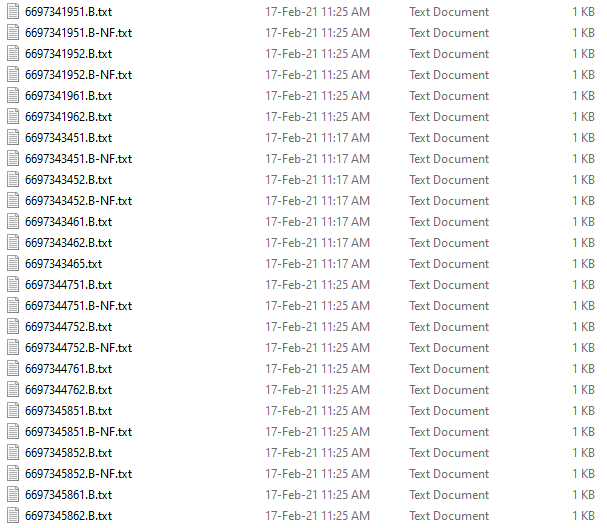 6697341951.B.txt 17-Feb-21 11:25 AM Text Document 1 KB
6697341951.B-NF.txt 17-Feb-21 11:25 AM Text Document 1 KB
6697341952.B.txt 17-Feb-21 11:25 AM Text Document 1 KB
6697341952.B-NF.txt 17-Feb-21 11:25 AM Text Document 1 KB
6697341961.B.txt 17-Feb-21 11:25 AM Text Document 1 KB
6697341962.B.txt 17-Feb-21 11:25 AM Text Document 1 KB
6697343451.B.txt 17-Feb-21 11:17 AM Text Document 1 KB
6697343451.B-NF.txt 17-Feb-21 11:17 AM Text Document 1 KB
6697343452.B.txt 17-Feb-21 11:17 AM Text Document 1 KB
6697343452.B-NF.txt 17-Feb-21 11:17 AM Text Document 1 KB
6697343461.B.txt 17-Feb-21 11:17 AM Text Document 1 KB
6697343462.B.txt 17-Feb-21 11:17 AM Text Document 1 KB
6697343465.txt 17-Feb-21 11:17 AM Text Document 1 KB
6697344751.B.txt 17-Feb-21 11:25 AM Text Document 1 KB
6697344751.B-NF.txt 17-Feb-21 11:25 AM Text Document 1 KB
6697344752.B.txt 17-Feb-21 11:25 AM Text Document 1 KB
6697344752.B-NF.txt 17-Feb-21 11:25 AM Text Document 1 KB
6697344761.B.txt 17-Feb-21 11:25 AM Text Document 1 KB
6697344762.B.txt 17-Feb-21 11:25 AM Text Document 1 KB
6697345851.B.txt 17-Feb-21 11:25 AM Text Document 1 KB
6697345851.B-NF.txt 17-Feb-21 11:25 AM Text Document 1 KB
6697345852.B.txt 17-Feb-21 11:25 AM Text Document 1 KB
6697345852.B-NF.txt 17-Feb-21 11:25 AM Text Document 1 KB
6697345861.B.txt 17-Feb-21 11:25 AM Text Document 1 KB
6697345862.B.txt 17-Feb-21 11:25 AM Text Document 1 KB